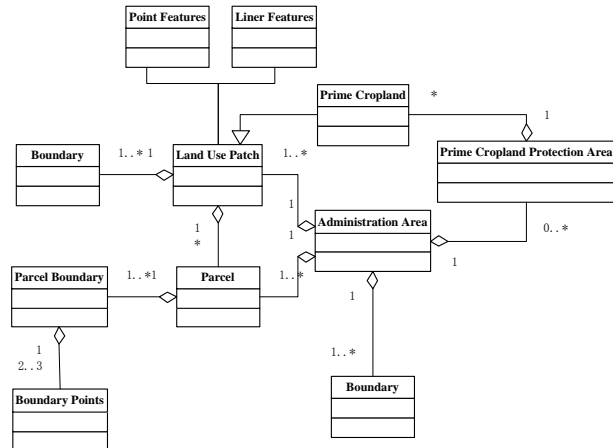 Point Features
Liner Features
Prime Cropland
*
1
Boundary
1..* 1
Land Use Patch
1..*
Prime Cropland Protection Area
1
*
1
1
Administration Area
0..*
1
Parcel Boundary
1..*1
Parcel
1..*
1
1
2..3
1..*
Boundary Points
Boundary